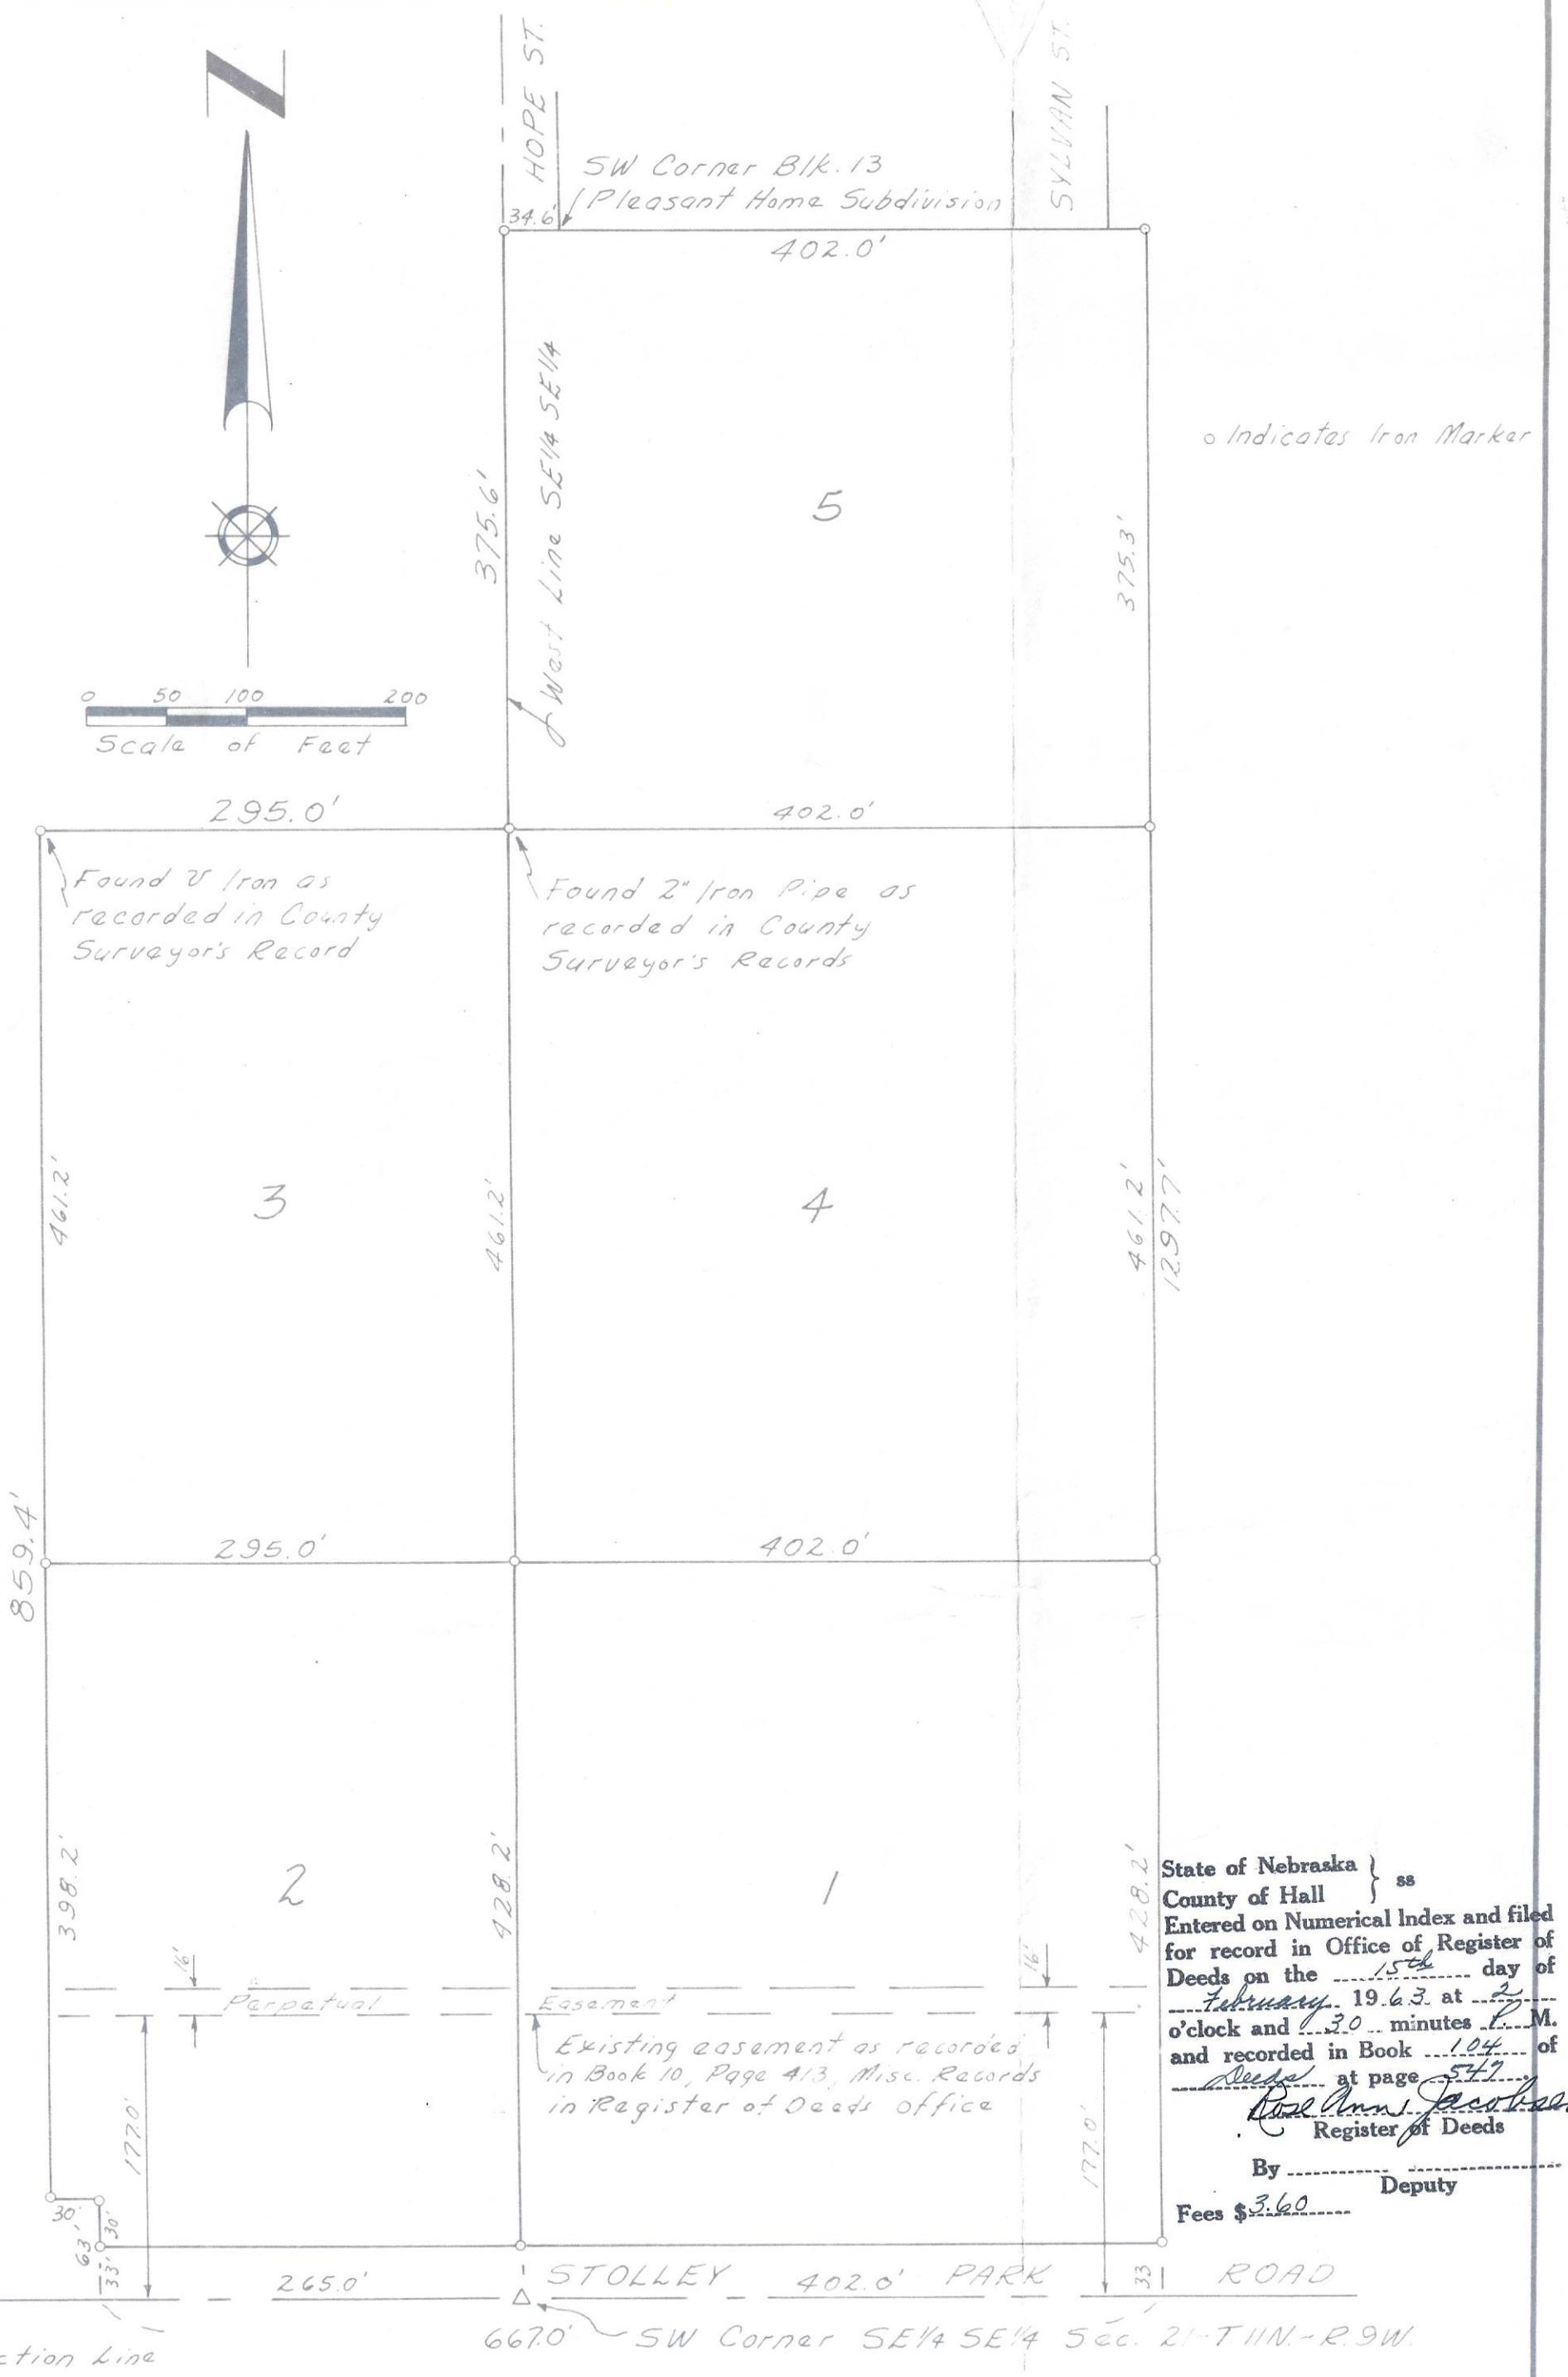 N
HOPE ST.
SYLVAN ST.
SW Corner Blk. 13
Pleasant Home Subdivision
34.6'
402.0'
West Line SE1/4 SE1/4
375.6'
5
375.3'
o Indicates Iron Marker
0 50 100 200
Scale of Feet
295.0'
402.0'
Found V Iron as
recorded in County
Surveyor's Record
Found 2" Iron Pipe as
recorded in County
Surveyor's Records
461.2'
3
461.2'
4
461.2'
1297.7'
859.4'
295.0'
402.0'
398.2'
2
428.2'
1
428.2'
16'
16'
Perpetual Easement
Existing easement as recorded
in Book 10, Page 413, Misc. Records
in Register of Deeds office
177.0'
177.0'
30'
30'
63'
33'
33'
265.0'
STOLLEY 402.0' PARK ROAD
667.0'
SW Corner SE1/4 SE1/4 Sec. 21-T11N.-R.9W.
ction Line
State of Nebraska } ss
County of Hall
Entered on Numerical Index and filed
for record in Office of Register of
Deeds on the 15th day of
February 1963 at 2
o'clock and 30 minutes P. M.
and recorded in Book 104 of
Deeds at page 547
Rose Ann Jacobsen
Register of Deeds
By
Deputy
Fees $3.60